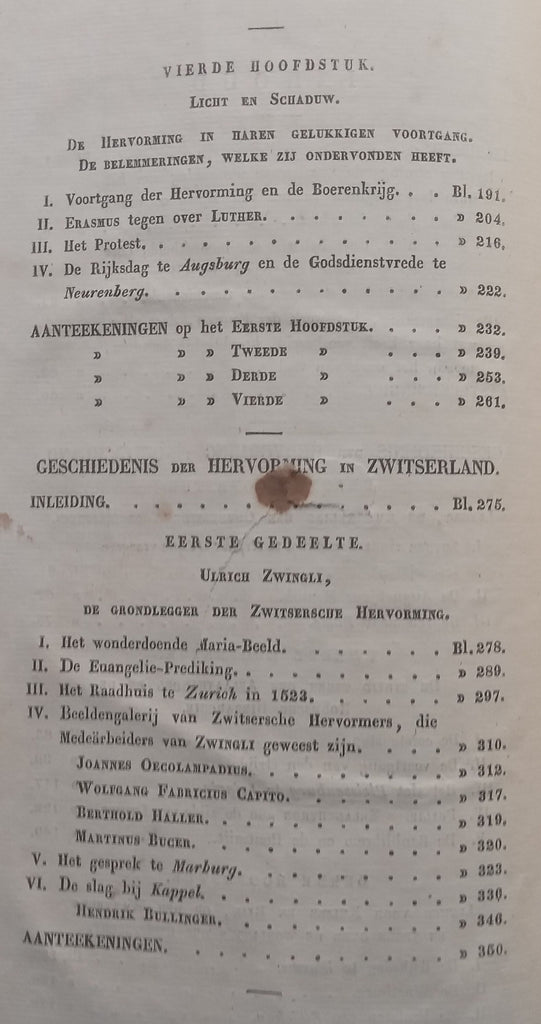 VIERDE HOOFDSTUK.
LICHT EN SCHADUW.
DE HERVORMING IN HAREN GELUKKIGEN VOORTGANG.
DE BELEMMERINGEN, WELKE ZIJ ONDERVONDEN HEEFT.
I. Voortgang der Hervorming en de Boerenkrijg. . . Bl. 191.
II. ERASMUS tegen over LUTHER. . . . . . . . » 204.
III. Het Protest. . . . . . . . . . . . » 216.
IV. De Rijksdag te Augsburg en de Godsdienstvrede te
Neurenberg. . . . . . . . . . . . » 222.
AANTEEKENINGEN op het EERSTE HOOFDSTUK. . . . . » 232.
» » » TWEEDE » . . . . » 239.
» » » DERDE » . . . . » 253.
» » » VIERDE » . . . . » 261.
GESCHIEDENIS DER HERVORMING IN ZWITSERLAND.
INLEIDING. . . . . . . . . . . . . Bl. 275.
EERSTE GEDEELTE.
ULRICH ZWINGLI,
DE GRONDLEGGER DER ZWITSERSCHE HERVORMING.
I. Het wonderdoende Maria-Beeld. . . . . . . Bl. 278.
II. De Euangelie-Prediking. . . . . . . . . » 289.
III. Het Raadhuis te Zurich in 1523. . . . . . » 297.
IV. Beeldengalerij van Zwitsersche Hervormers, die
Medeärbeiders van ZWINGLI geweest zijn. . . . . » 310.
JOANNES OECOLAMPADIUS. . . . . . . . . » 312.
WOLFGANG FABRICIUS CAPITO. . . . . . . . » 317.
BERTHOLD HALLER. . . . . . . . . . » 319.
MARTINUS BUCER. . . . . . . . . . » 320.
V. Het gesprek te Marburg. . . . . . . . . » 323.
VI. De slag bij Kappel. . . . . . . . . . » 330.
HENDRIK BULLINGER. . . . . . . . . . » 346.
AANTEEKENINGEN. . . . . . . . . . . » 350.